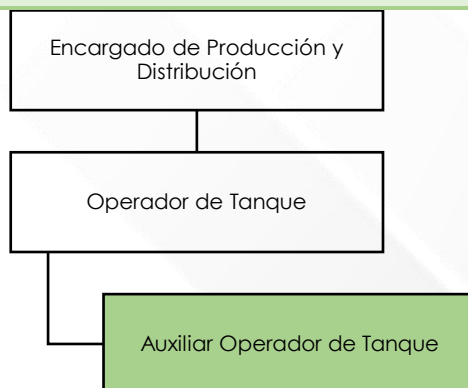 Encargado de Producción y
Distribución
Operador de Tanque
Auxiliar Operador de Tanque